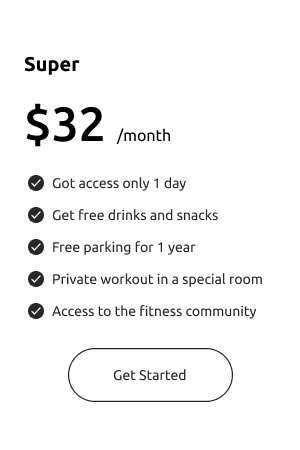 Super
$32 /month
Got access only 1 day
Get free drinks and snacks
Free parking for 1 year
Private workout in a special room
Access to the fitness community
Get Started